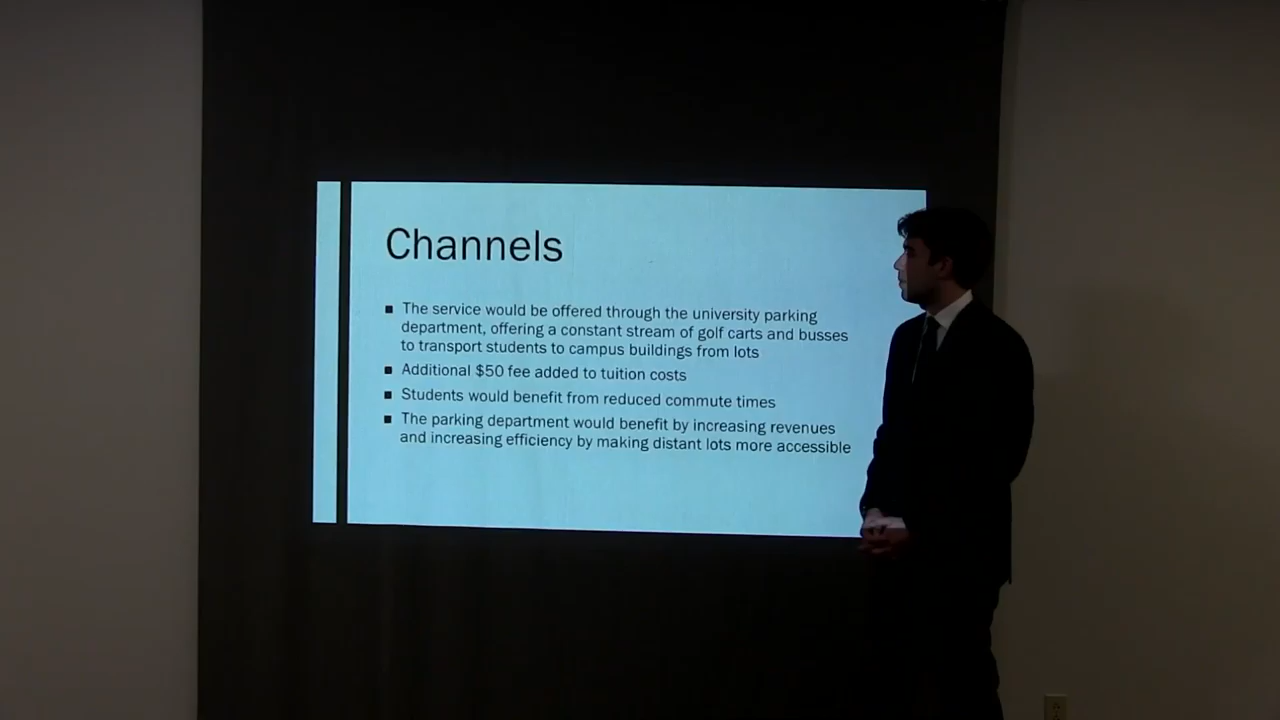 Channels
The service would be offered through the university parking
department, offering a constant stream of golf carts and busses
to transport students to campus buildings from lots
Additional $50 fee added to tuition costs
Students would benefit from reduced commute times
The parking department would benefit by increasing revenues
and increasing efficiency by making distant lots more accessible